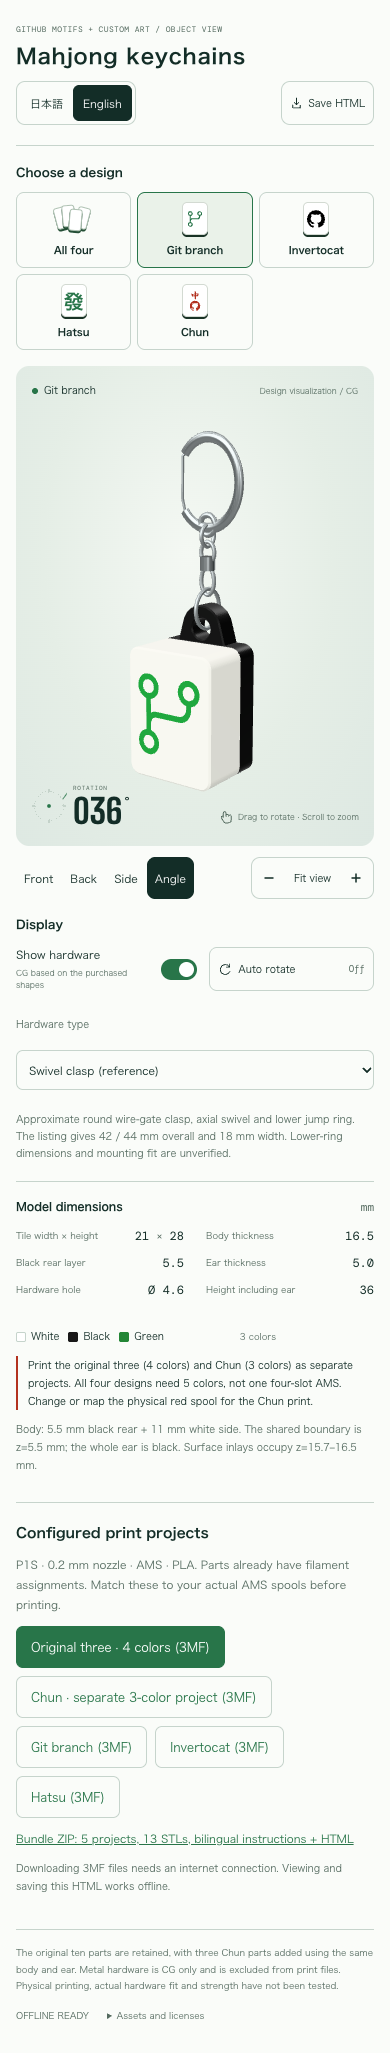 GITHUB MOTIFS + CUSTOM ART / OBJECT VIEW
Mahjong keychains
日本語 English
Save HTML
Choose a design
All four
Git branch
Invertocat
發
Hatsu
中
Chun
Git branch
Design visualization / CG
ROTATION
036°
Drag to rotate · Scroll to zoom
Front Back Side Angle
− Fit view +
Display
Show hardware
CG based on the purchased
shapes
Auto rotate Off
Hardware type
Swivel clasp (reference)
Approximate round wire-gate clasp, axial swivel and lower jump ring.
The listing gives 42 / 44 mm overall and 18 mm width. Lower-ring
dimensions and mounting fit are unverified.
Model dimensions mm
Tile width × height 21 × 28 Body thickness 16.5
Black rear layer 5.5 Ear thickness 5.0
Hardware hole Ø 4.6 Height including ear 36
White Black Green 3 colors
Print the original three (4 colors) and Chun (3 colors) as separate
projects. All four designs need 5 colors, not one four-slot AMS.
Change or map the physical red spool for the Chun print.
Body: 5.5 mm black rear + 11 mm white side. The shared boundary is
z=5.5 mm; the whole ear is black. Surface inlays occupy z=15.7–16.5
mm.
Configured print projects
P1S · 0.2 mm nozzle · AMS · PLA. Parts already have filament
assignments. Match these to your actual AMS spools before
printing.
Original three · 4 colors (3MF)
Chun · separate 3-color project (3MF)
Git branch (3MF) Invertocat (3MF)
Hatsu (3MF)
Bundle ZIP: 5 projects, 13 STLs, bilingual instructions + HTML
Downloading 3MF files needs an internet connection. Viewing and
saving this HTML works offline.
The original ten parts are retained, with three Chun parts added using the same
body and ear. Metal hardware is CG only and is excluded from print files.
Physical printing, actual hardware fit and strength have not been tested.
OFFLINE READY ▶ Assets and licenses